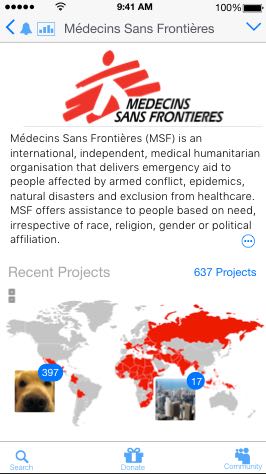 9:41 AM
100%
Médecins Sans Frontières
MEDECINS
SANS FRONTIERES
Médecins Sans Frontières (MSF) is an
international, independent, medical humanitarian
organisation that delivers emergency aid to
people affected by armed conflict, epidemics,
natural disasters and exclusion from healthcare.
MSF offers assistance to people based on need,
irrespective of race, religion, gender or political
affiliation.
Recent Projects
637 Projects
397
17
Search
Donate
Community